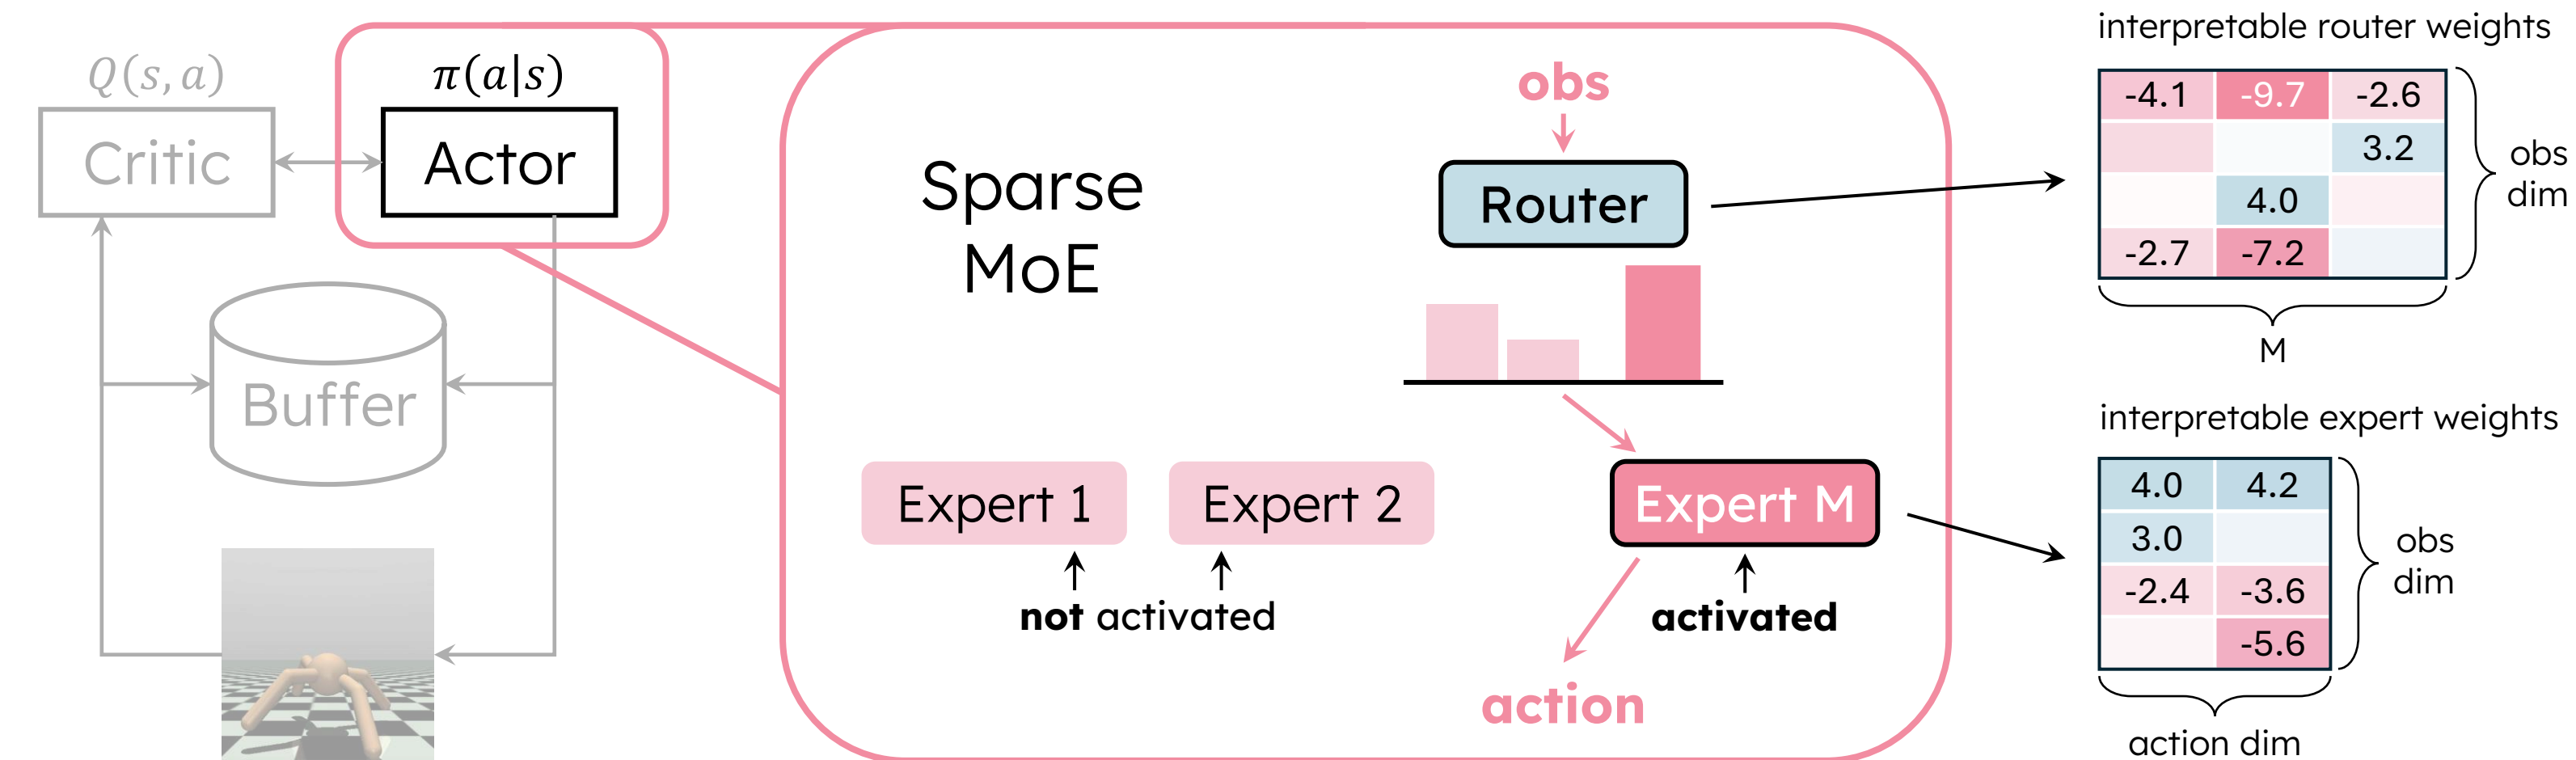 Q(s, a)
Critic
π(a|s)
Actor
Buffer
Sparse
MoE
obs
Router
Expert 1
Expert 2
Expert M
not activated
activated
action
interpretable router weights
-4.1 -9.7 -2.6
3.2
4.0
-2.7 -7.2
obs
dim
M
interpretable expert weights
4.0 4.2
3.0
-2.4 -3.6
-5.6
obs
dim
action dim